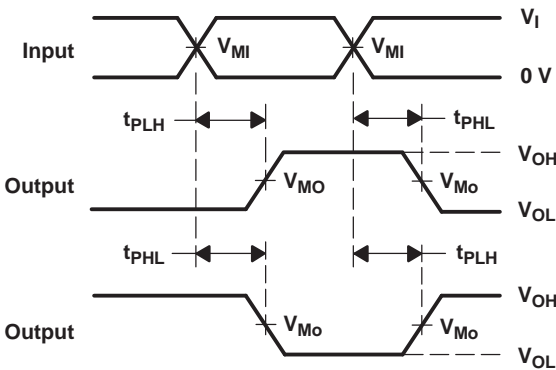 V_I
Input
V_MI
V_MI
0 V
t_PLH
t_PHL
V_OH
Output
V_MO
V_Mo
V_OL
t_PHL
t_PLH
V_OH
Output
V_Mo
V_Mo
V_OL